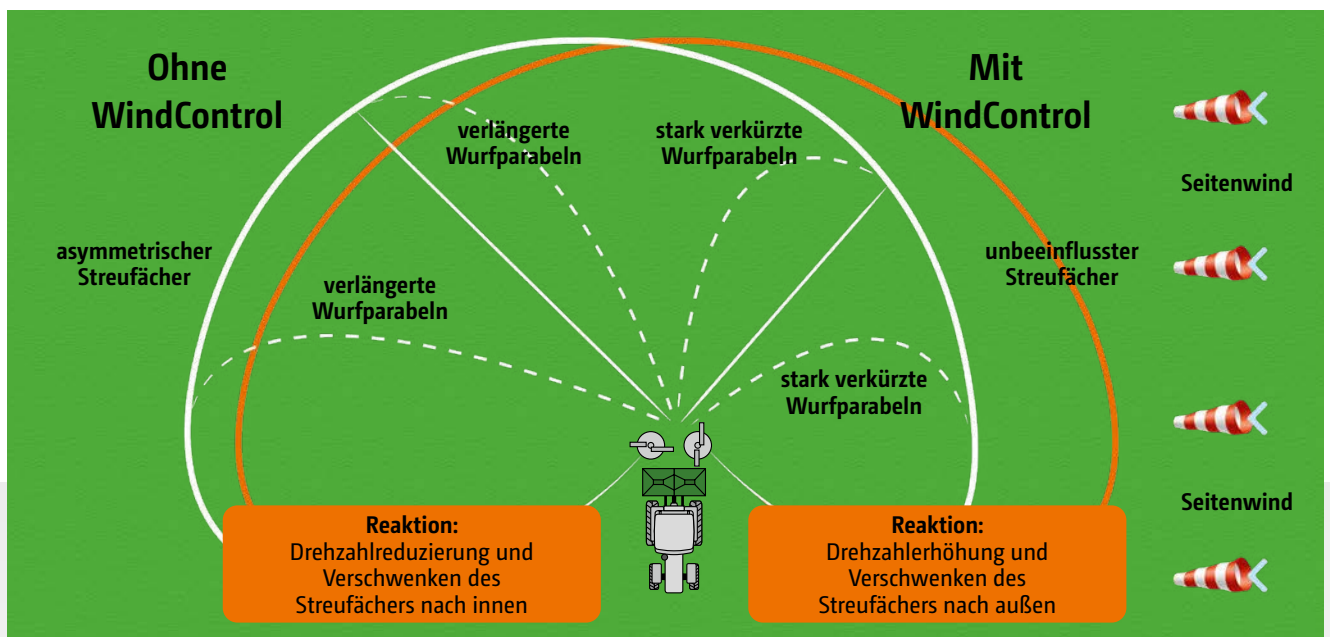 Ohne
WindControl
Mit
WindControl
verlängerte
Wurfparabeln
stark verkürzte
Wurfparabeln
Seitenwind
asymmetrischer
Streufächer
unbeeinflusster
Streufächer
verlängerte
Wurfparabeln
stark verkürzte
Wurfparabeln
Seitenwind
Reaktion:
Drehzahlreduzierung und
Verschwenken des
Streufächers nach innen
Reaktion:
Drehzahlerhöhung und
Verschwenken des
Streufächers nach außen